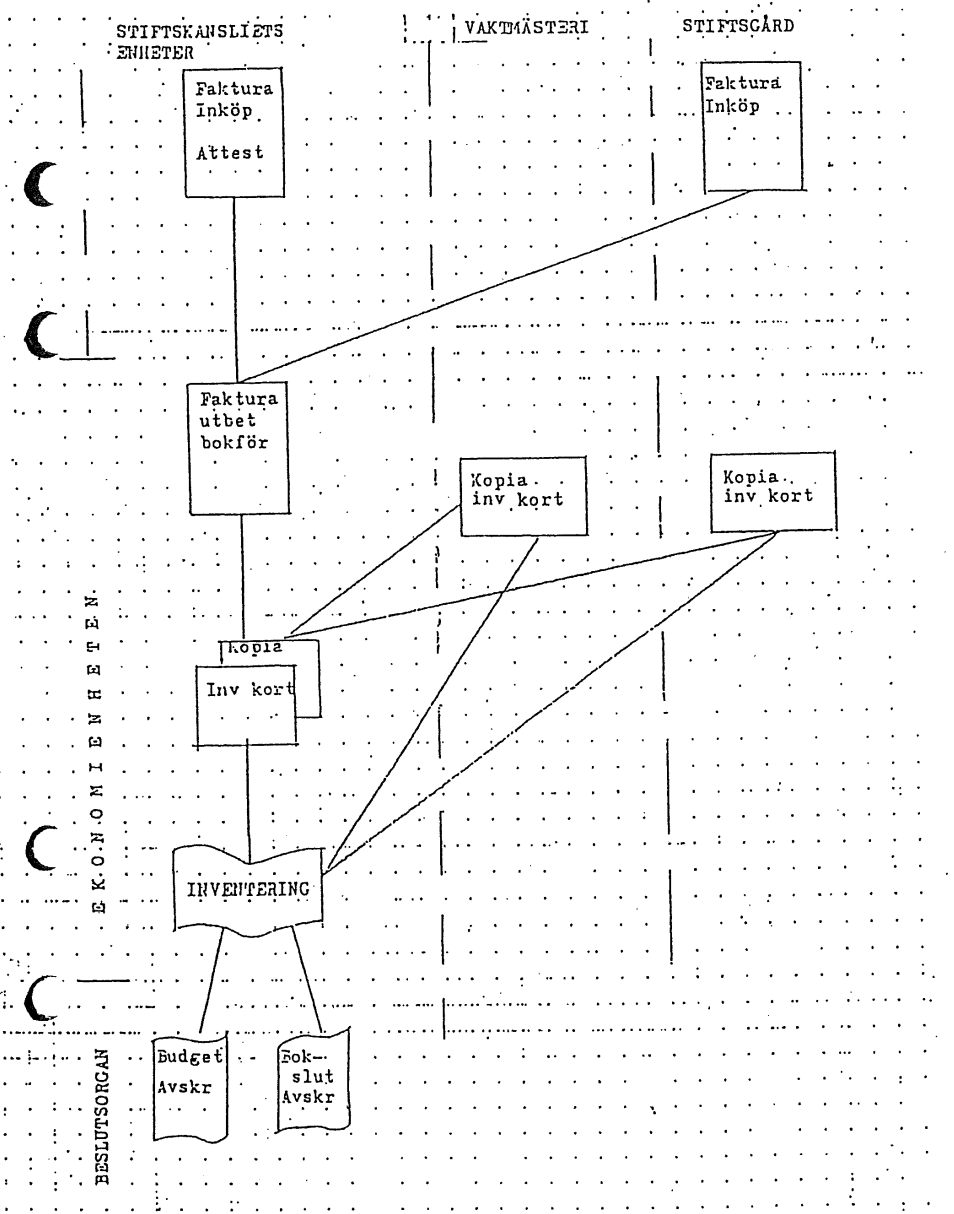 STIFTSKANSLIETS
ENHETER
VAKTMÄSTERI
STIFTSGÅRD
Faktura
Inköp
Attest
Faktura
Inköp
Faktura
utbet
bokför
Kopia
inv kort
Kopia
inv kort
Kopia
Inv kort
EKONOMIENHETEN
INVENTERING
BESLUTSORGAN
Budget
Avskr
Bok-
slut
Avskr